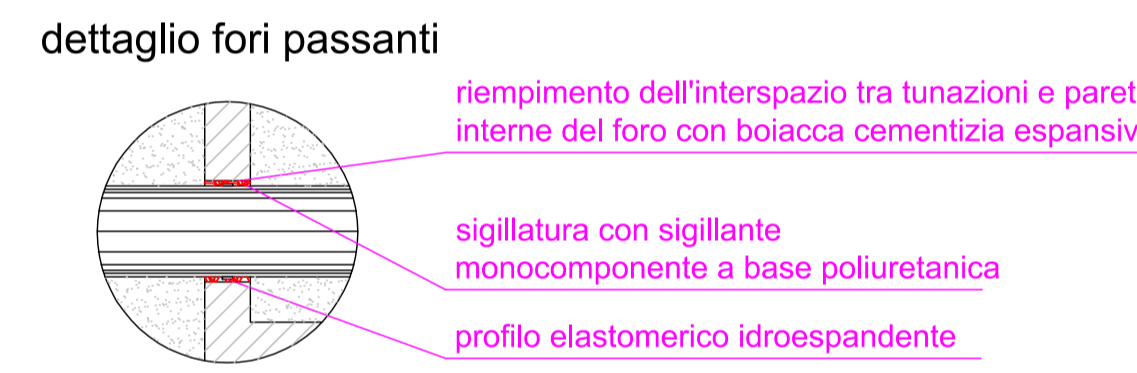 dettaglio fori passanti
riempimento dell'interspazio tra tunazioni e paret
interne del foro con boiacca cementizia espansiv
sigillatura con sigillante
monocomponente a base poliuretanica
profilo elastomerico idroespandente